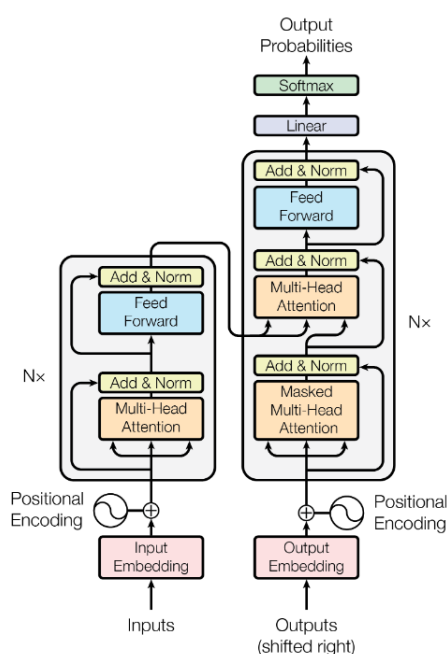 Output
Probabilities
Softmax
Linear
Add & Norm
Feed
Forward
Add & Norm
Multi-Head
Attention
Add & Norm
Masked
Multi-Head
Attention
N×
Positional
Encoding
Output
Embedding
Outputs
(shifted right)
Add & Norm
Feed
Forward
Add & Norm
Multi-Head
Attention
N×
Positional
Encoding
Input
Embedding
Inputs